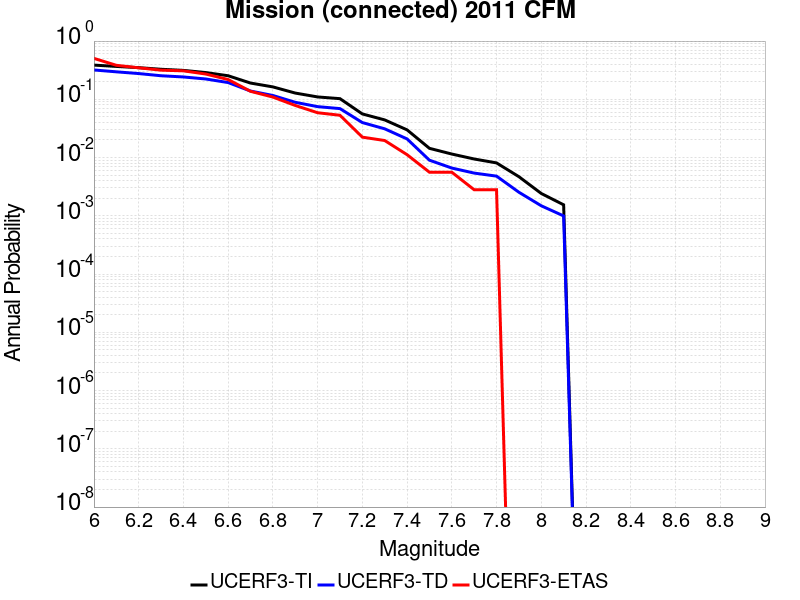 Mission (connected) 2011 CFM
10^0
10^-1
10^-2
10^-3
10^-4
10^-5
10^-6
10^-7
10^-8
Annual Probability
6 6.2 6.4 6.6 6.8 7 7.2 7.4 7.6 7.8 8 8.2 8.4 8.6 8.8 9
Magnitude
UCERF3-TI UCERF3-TD UCERF3-ETAS